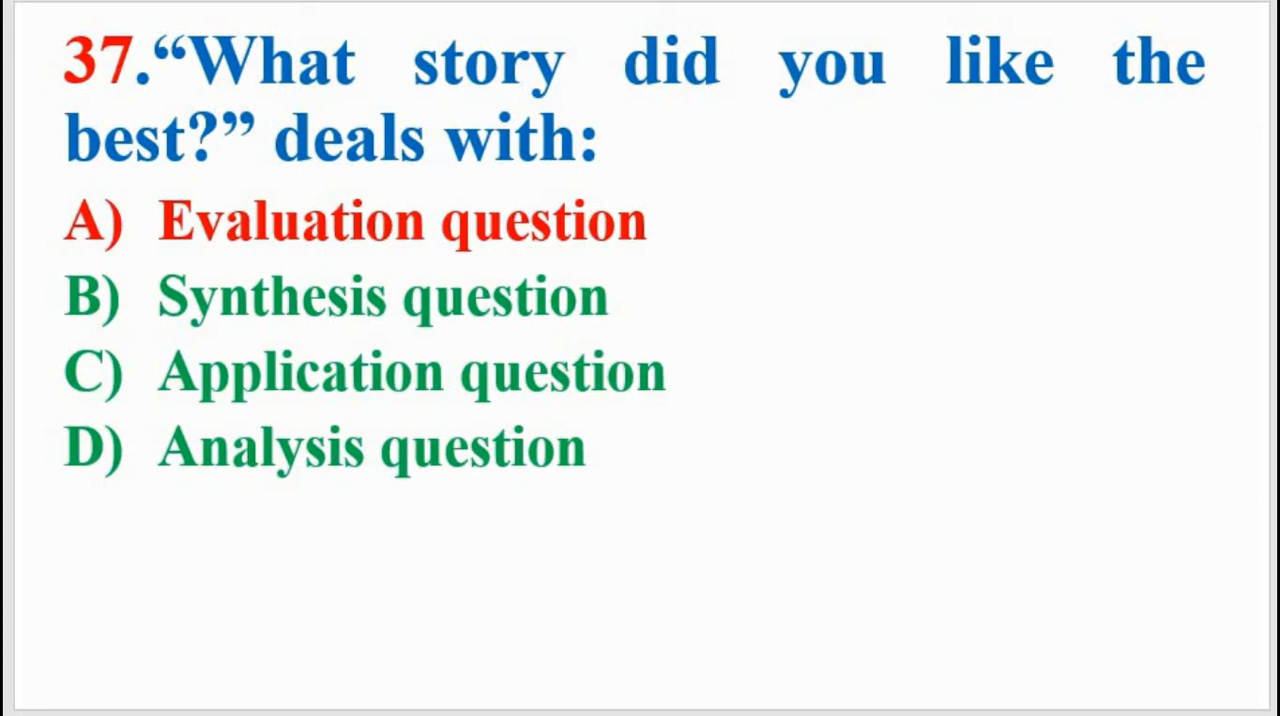 37.“What story did you like the
best?” deals with:
A) Evaluation question
B) Synthesis question
C) Application question
D) Analysis question